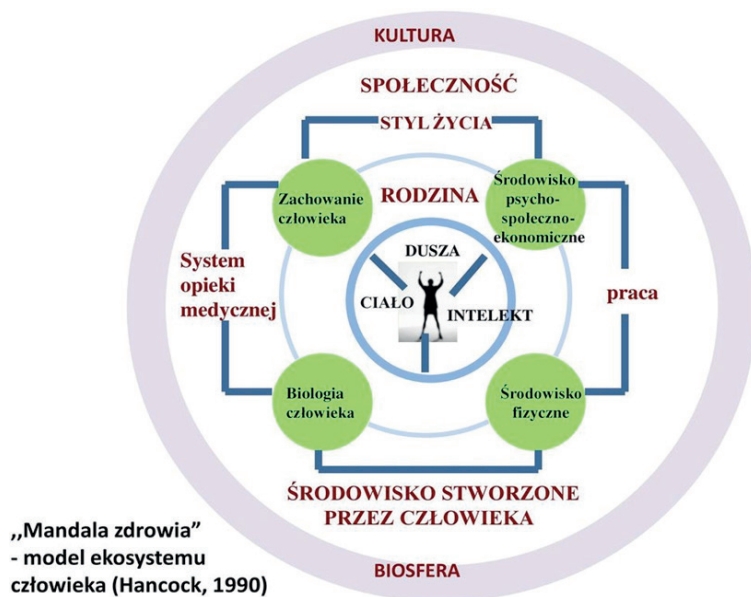 KULTURA
SPOŁECZNOŚĆ
STYL ŻYCIA
Zachowanie
człowieka
RODZINA
Środowisko
psycho-
społeczno-
ekonomiczne
DUSZA
CIAŁO
INTELEKT
System
opieki
medycznej
praca
Biologia
człowieka
Środowisko
fizyczne
ŚRODOWISKO STWORZONE
PRZEZ CZŁOWIEKA
BIOSFERA
,,Mandala zdrowia”
- model ekosystemu
człowieka (Hancock, 1990)